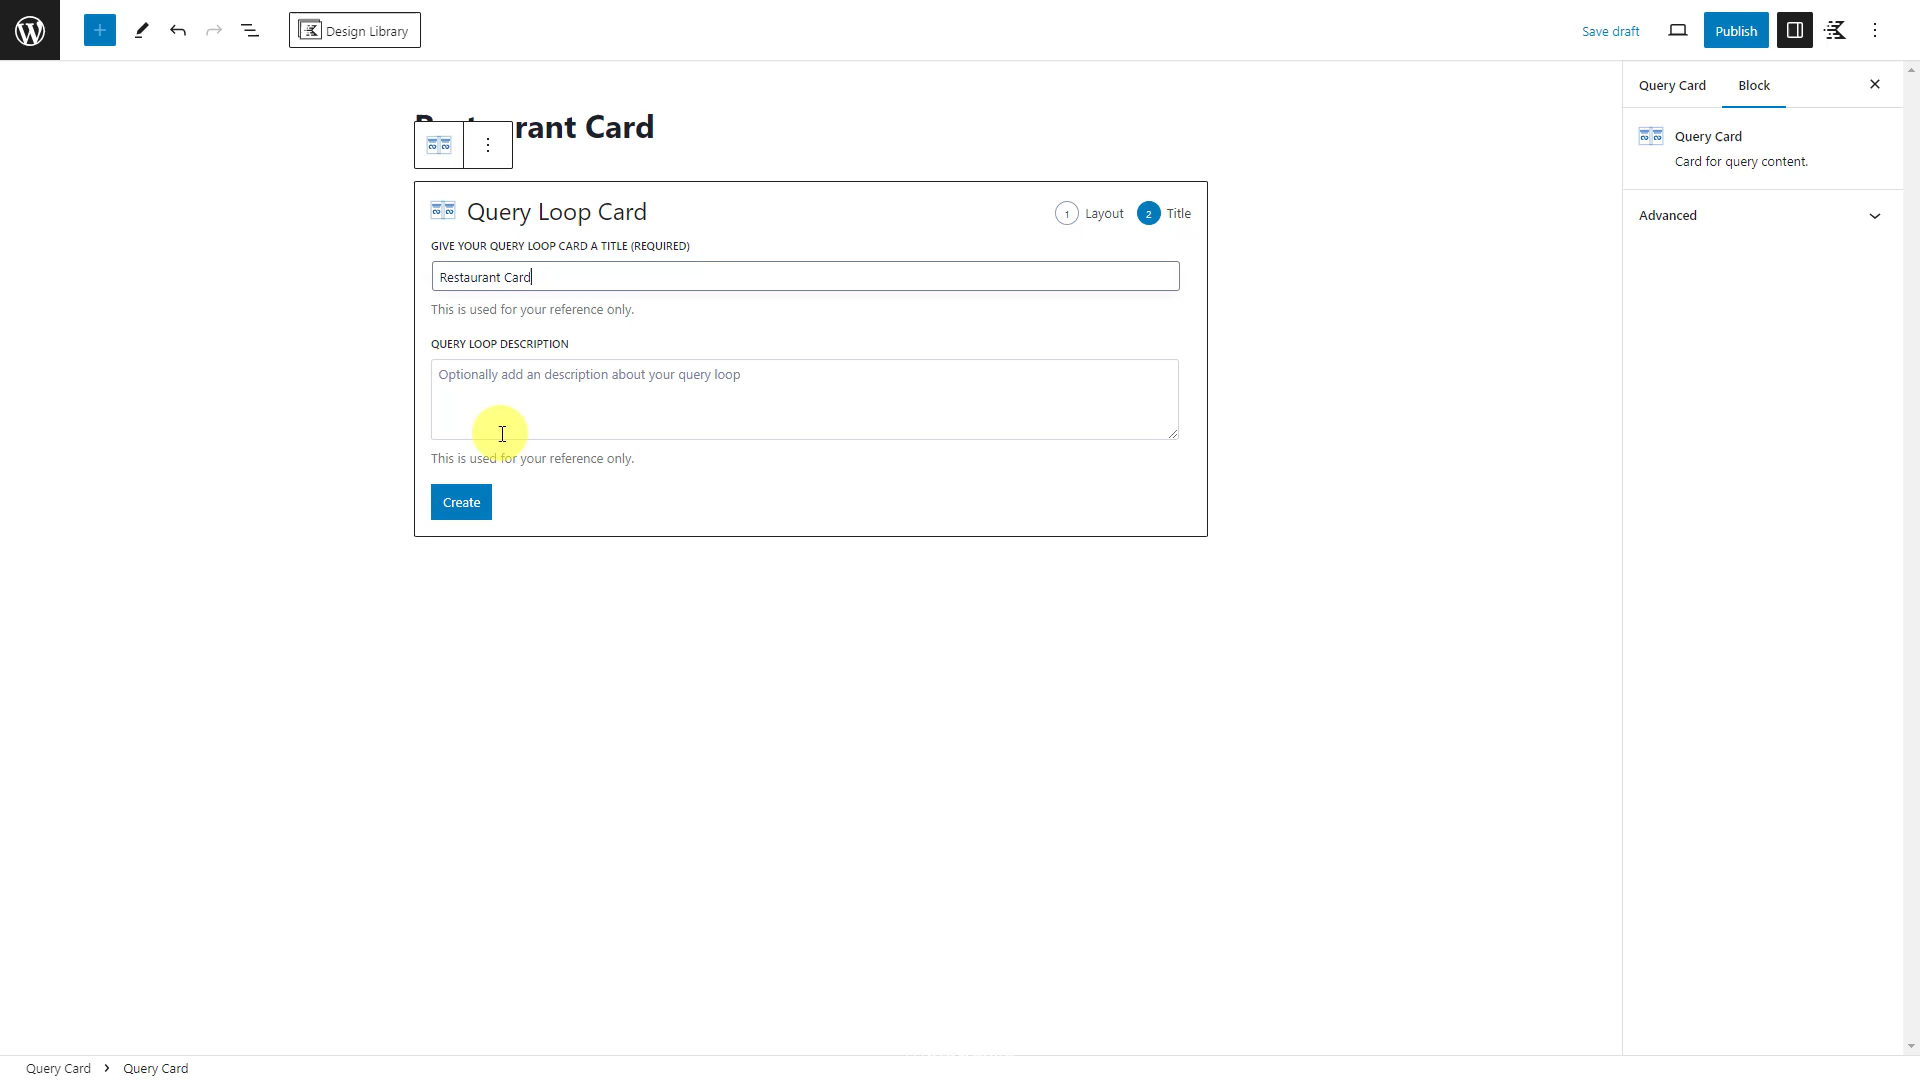 Design Library
Save draft
Publish
Query Card
Block
rant Card
Query Card
Card for query content.
Advanced
Query Loop Card
1 Layout
2 Title
GIVE YOUR QUERY LOOP CARD A TITLE (REQUIRED)
Restaurant Card
This is used for your reference only.
QUERY LOOP DESCRIPTION
Optionally add an description about your query loop
This is used for your reference only.
Create
Query Card > Query Card